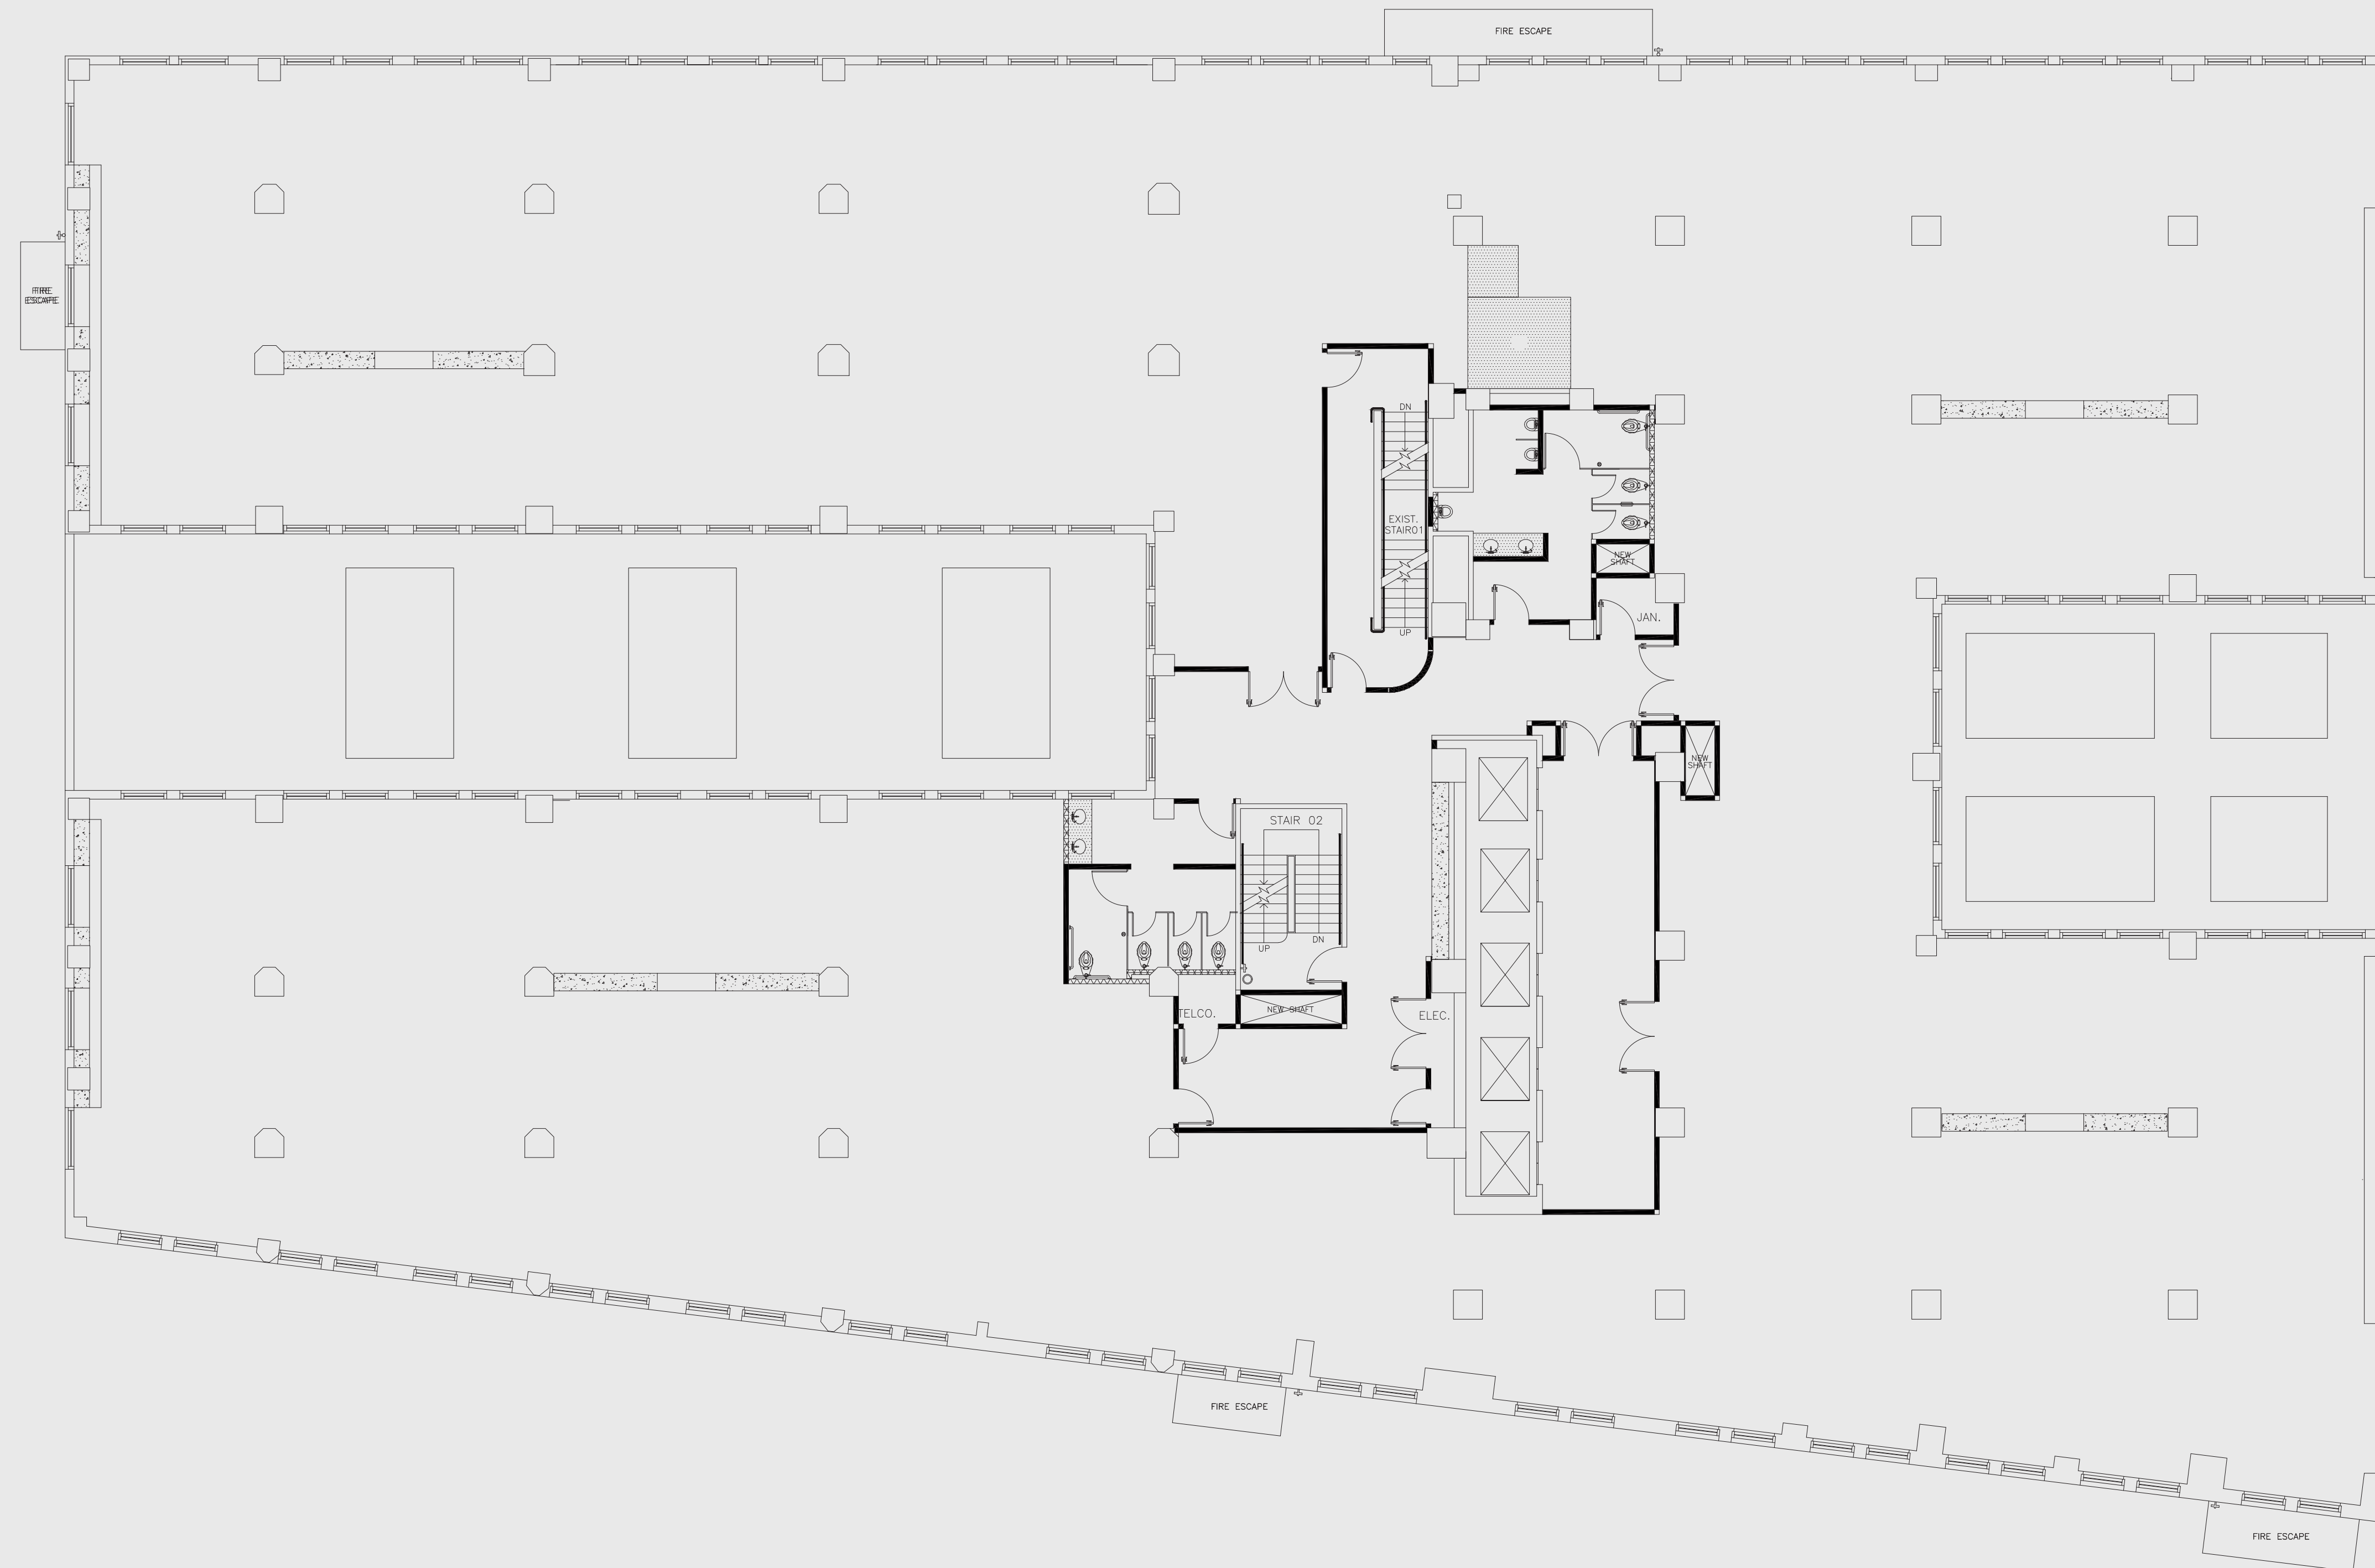 FIRE ESCAPE
FIRE
ESCAPE
DN
EXIST.
STAIR01
UP
NEW
SHAFT
JAN.
NEW
SHAFT
STAIR 02
UP
DN
TELCO.
NEW SHAFT
ELEC.
FIRE ESCAPE
FIRE ESCAPE